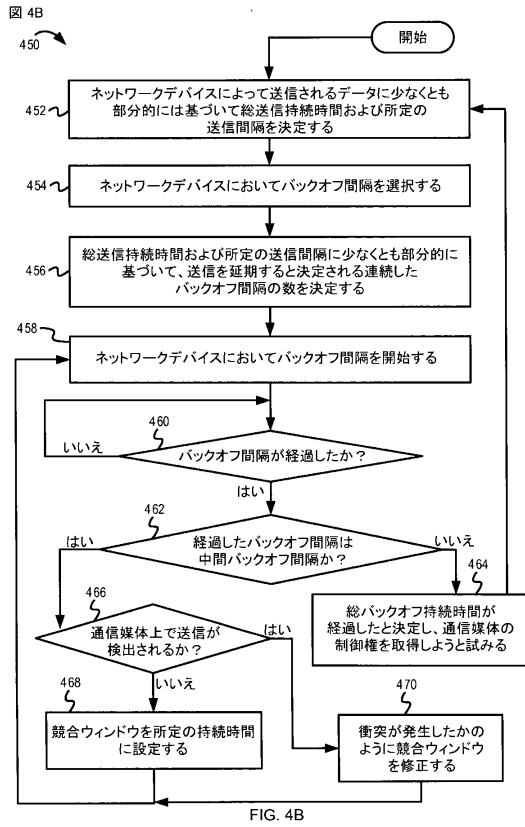 図 4B
450
開始
452
ネットワークデバイスによって送信されるデータに少なくとも
部分的には基づいて総送信持続時間および所定の
送信間隔を決定する
454
ネットワークデバイスにおいてバックオフ間隔を選択する
456
総送信持続時間および所定の送信間隔に少なくとも部分的に
基づいて、送信を延期すると決定される連続した
バックオフ間隔の数を決定する
458
ネットワークデバイスにおいてバックオフ間隔を開始する
460
いいえ
バックオフ間隔が経過したか？
はい
462
はい
経過したバックオフ間隔は
中間バックオフ間隔か？
いいえ
464
総バックオフ持続時間が
経過したと決定し、通信媒体の
制御権を取得しようと試みる
466
通信媒体上で送信が
検出されるか？
はい
いいえ
468
競合ウィンドウを所定の持続時間
に設定する
470
衝突が発生したかの
ように競合ウィンドウ
を修正する
FIG. 4B